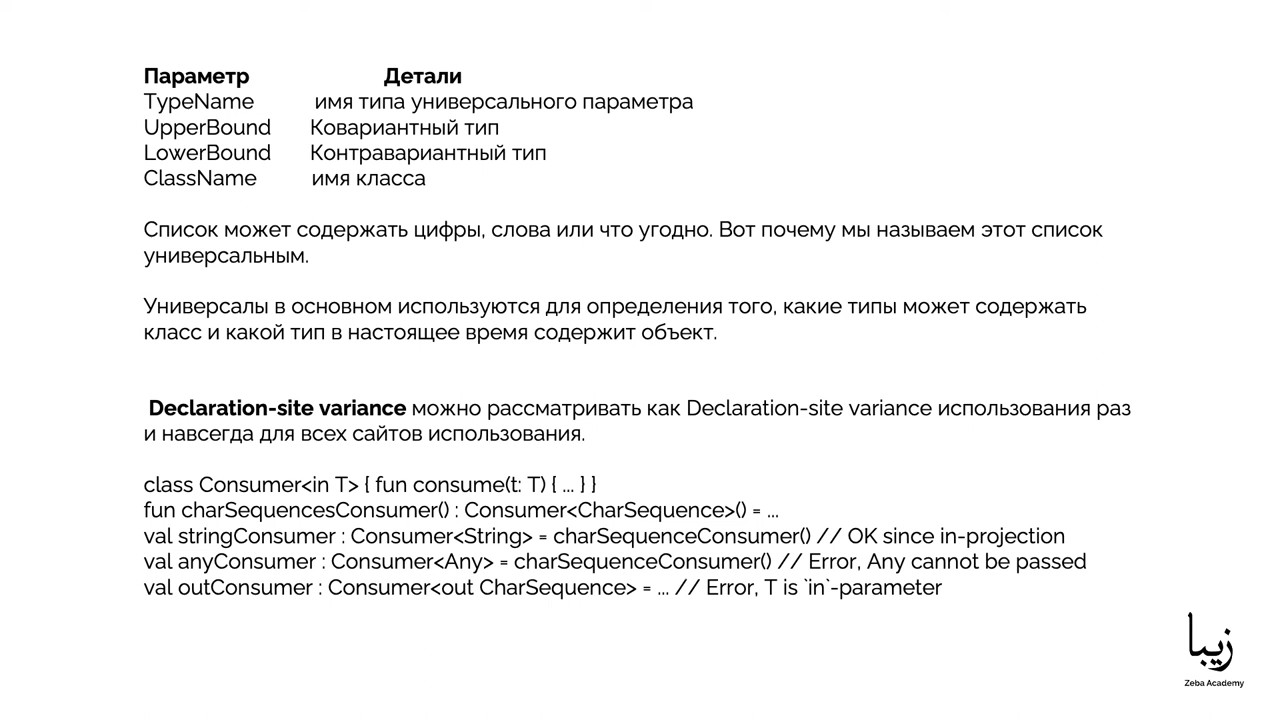 Параметр Детали
TypeName имя типа универсального параметра
UpperBound Ковариантный тип
LowerBound Контравариантный тип
ClassName имя класса
Список может содержать цифры, слова или что угодно. Вот почему мы называем этот список
универсальным.
Универсалы в основном используются для определения того, какие типы может содержать
класс и какой тип в настоящее время содержит объект.
Declaration-site variance можно рассматривать как Declaration-site variance использования раз
и навсегда для всех сайтов использования.
class Consumer<in T> { fun consume(t: T) { ... } }
fun charSequencesConsumer() : Consumer<CharSequence>() = ...
val stringConsumer : Consumer<String> = charSequenceConsumer() // OK since in-projection
val anyConsumer : Consumer<Any> = charSequenceConsumer() // Error, Any cannot be passed
val outConsumer : Consumer<out CharSequence> = ... // Error, T is `in`-parameter
زیبا
Zeba Academy